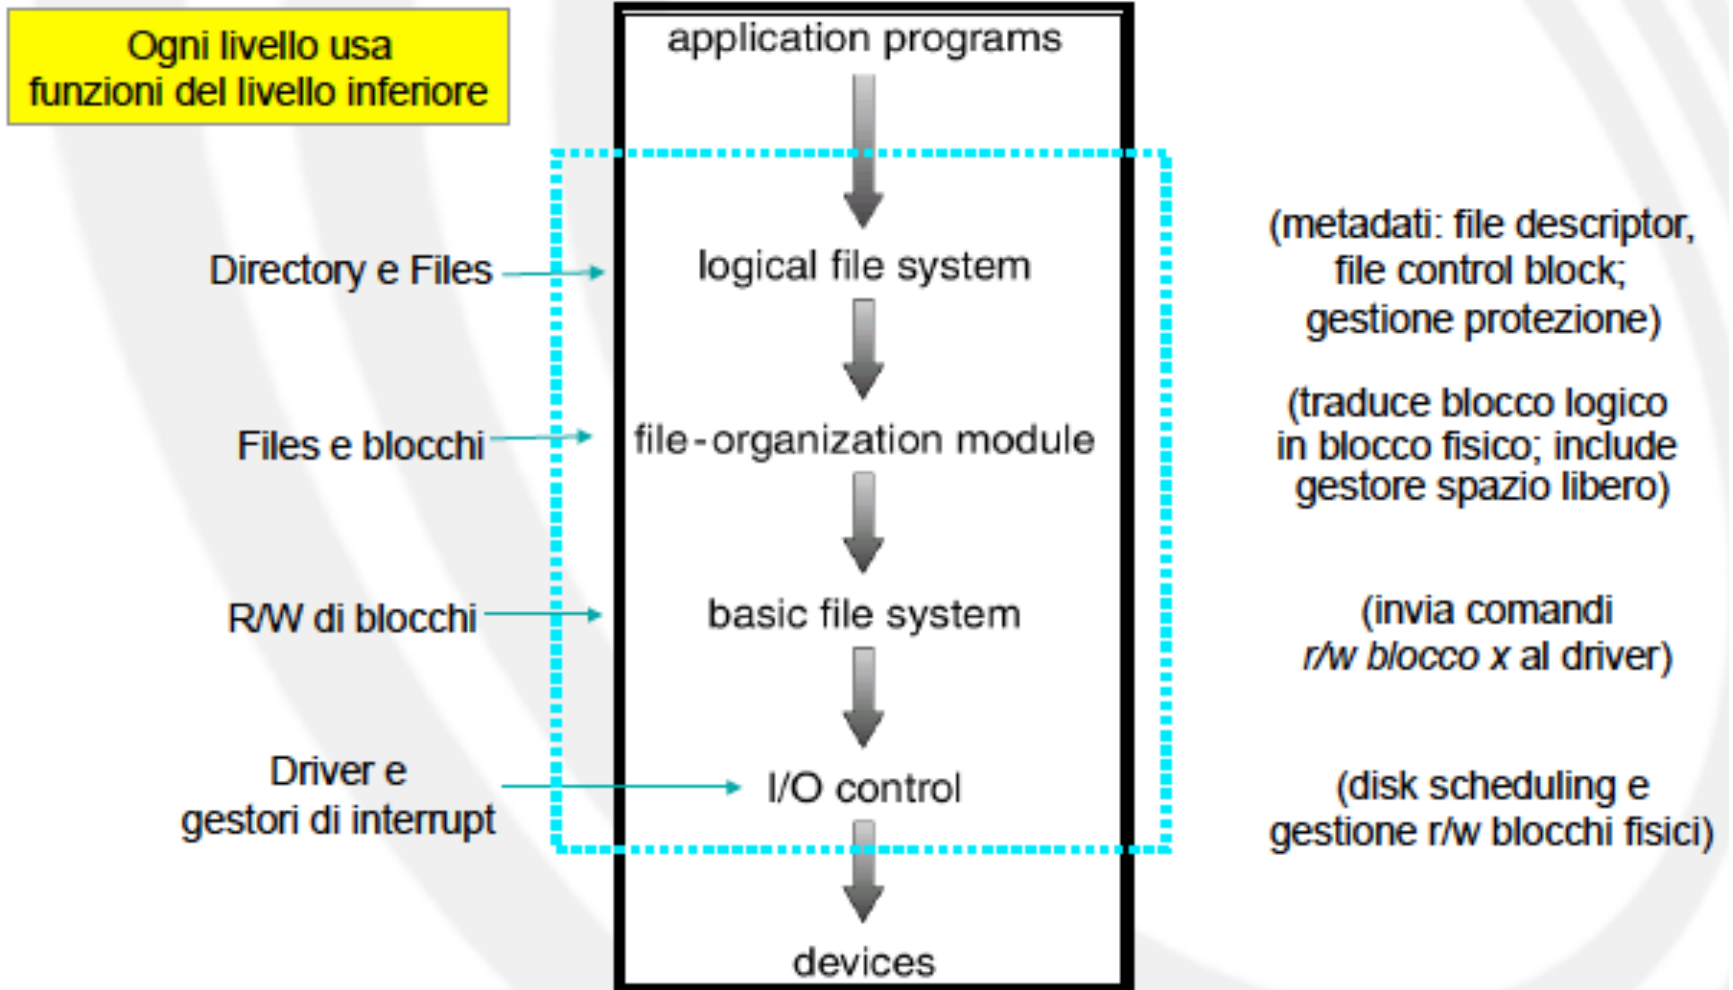 Ogni livello usa
funzioni del livello inferiore
application programs
Directory e Files
logical file system
(metadati: file descriptor,
file control block;
gestione protezione)
Files e blocchi
file-organization module
(traduce blocco logico
in blocco fisico; include
gestore spazio libero)
R/W di blocchi
basic file system
(invia comandi
r/w blocco x al driver)
Driver e
gestori di interrupt
I/O control
(disk scheduling e
gestione r/w blocchi fisici)
devices